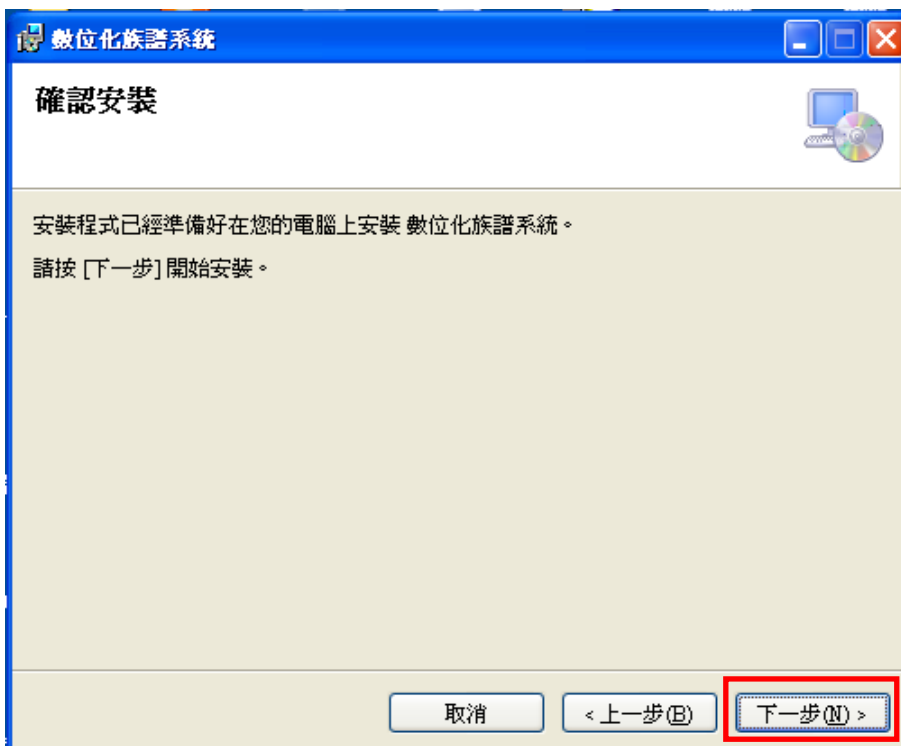 數位化族譜系統
確認安裝
安裝程式已經準備好在您的電腦上安裝 數位化族譜系統。
請按 [下一步] 開始安裝。
取消
< 上一步(B)
下一步(N) >